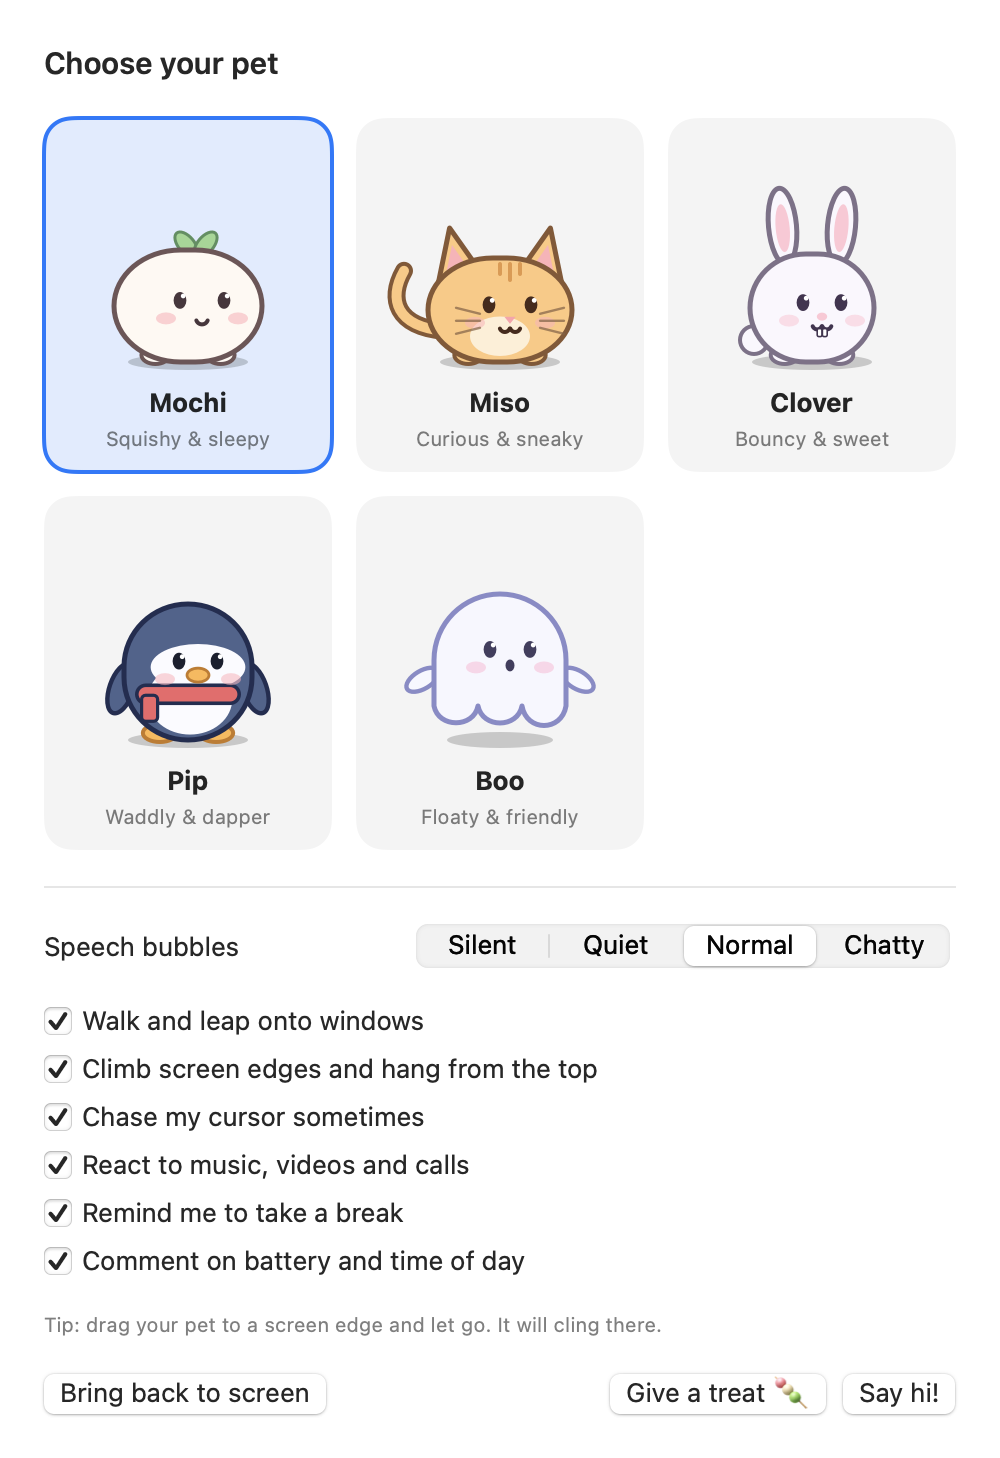 Choose your pet
Mochi
Squishy & sleepy
Miso
Curious & sneaky
Clover
Bouncy & sweet
Pip
Waddly & dapper
Boo
Floaty & friendly
Speech bubbles
Silent
Quiet
Normal
Chatty
Walk and leap onto windows
Climb screen edges and hang from the top
Chase my cursor sometimes
React to music, videos and calls
Remind me to take a break
Comment on battery and time of day
Tip: drag your pet to a screen edge and let go. It will cling there.
Bring back to screen
Give a treat 🍡
Say hi!